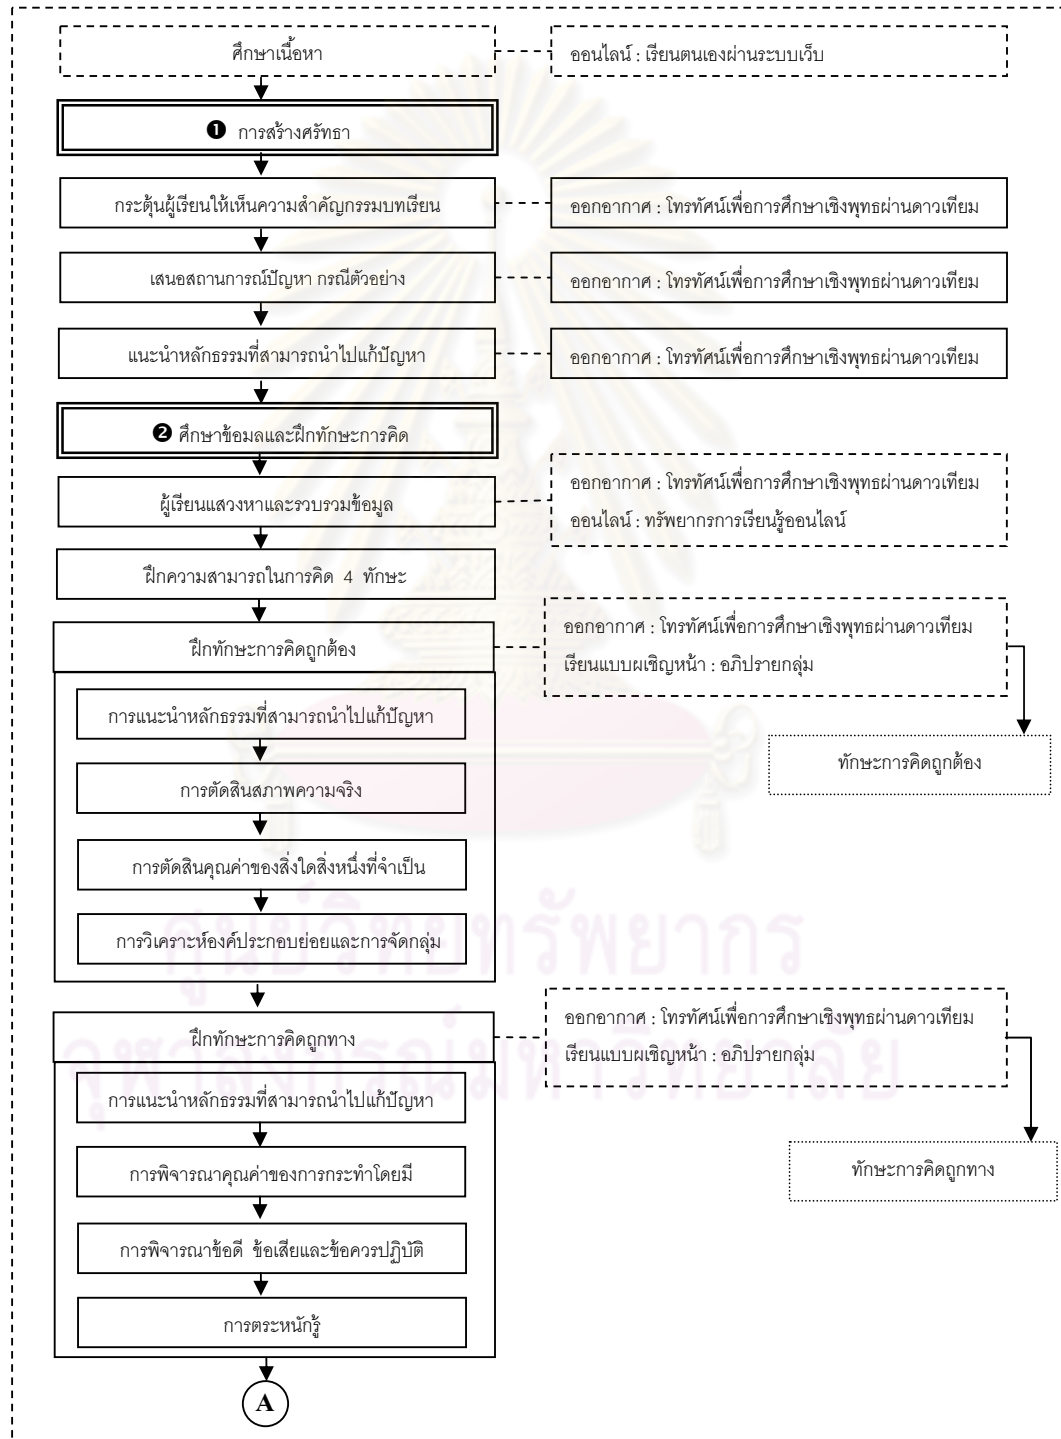 ศึกษาเนื้อหา
ออนไลน์ : เรียนตนเองผ่านระบบเว็บ
❶ การสร้างศรัทธา
กระตุ้นผู้เรียนให้เห็นความสำคัญกรรมบทเรียน
ออกอากาศ : โทรทัศน์เพื่อการศึกษาเชิงพุทธผ่านดาวเทียม
เสนอสถานการณ์ปัญหา กรณีตัวอย่าง
ออกอากาศ : โทรทัศน์เพื่อการศึกษาเชิงพุทธผ่านดาวเทียม
แนะนำหลักธรรมที่สามารถนำไปแก้ปัญหา
ออกอากาศ : โทรทัศน์เพื่อการศึกษาเชิงพุทธผ่านดาวเทียม
❷ ศึกษาข้อมลและฝึกทักษะการคิด
ผู้เรียนแสวงหาและรวบรวมข้อมูล
ออกอากาศ : โทรทัศน์เพื่อการศึกษาเชิงพุทธผ่านดาวเทียม
ออนไลน์ : ทรัพยากรการเรียนรู้ออนไลน์
ฝึกความสามารถในการคิด 4 ทักษะ
ฝึกทักษะการคิดถูกต้อง
ออกอากาศ : โทรทัศน์เพื่อการศึกษาเชิงพุทธผ่านดาวเทียม
เรียนแบบผเชิญหน้า : อภิปรายกลุ่ม
การแนะนำหลักธรรมที่สามารถนำไปแก้ปัญหา
ทักษะการคิดถูกต้อง
การตัดสินสภาพความจริง
การตัดสินคุณค่าของสิ่งใดสิ่งหนึ่งที่จำเป็น
การวิเคราะห์องค์ประกอบย่อยและการจัดกลุ่ม
ศูนย์วิทยทรัพยากร
จุฬาลงกรณ์มหาวิทยาลัย
ฝึกทักษะการคิดถูกทาง
ออกอากาศ : โทรทัศน์เพื่อการศึกษาเชิงพุทธผ่านดาวเทียม
เรียนแบบผเชิญหน้า : อภิปรายกลุ่ม
การแนะนำหลักธรรมที่สามารถนำไปแก้ปัญหา
การพิจารณาคุณค่าของการกระทำโดยมี
ทักษะการคิดถูกทาง
การพิจารณาข้อดี ข้อเสียและข้อควรปฏิบัติ
การตระหนักรู้
A